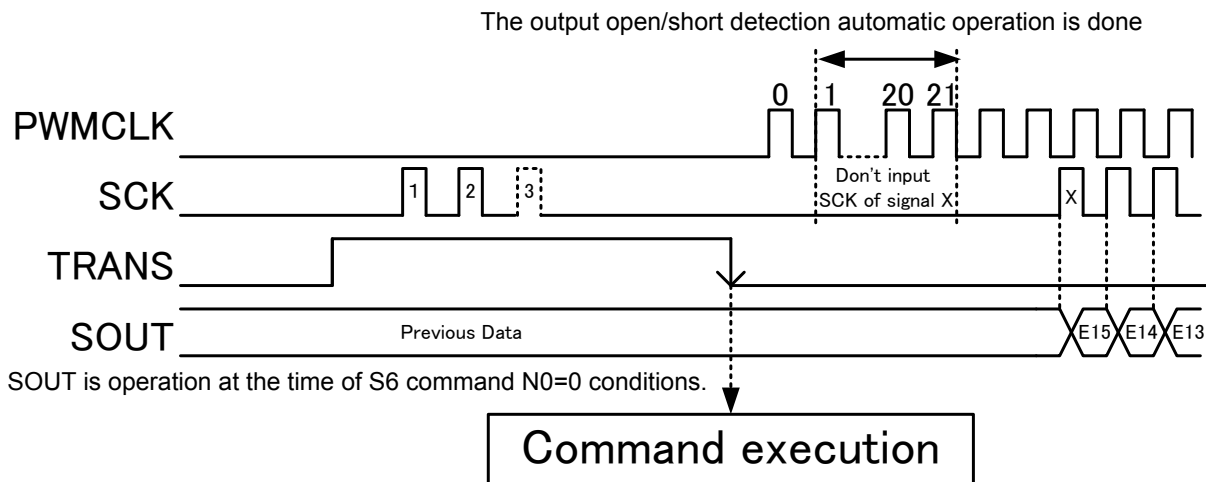 The output open/short detection automatic operation is done
0 1 20 21
PWMCLK
Don't input
SCK of signal X
SCK 1 2 3 X
TRANS
SOUT Previous Data E15 E14 E13
SOUT is operation at the time of S6 command N0=0 conditions.
Command execution